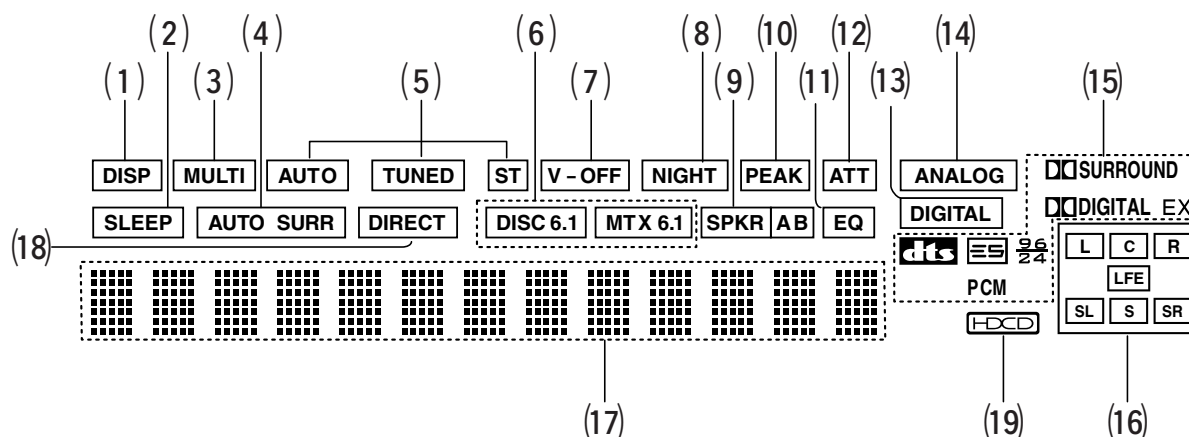 (2) (4) (6) (8) (10) (12) (14)
(1) (3) (5) (7) (9) (11) (13) (15)
DISP MULTI AUTO TUNED ST V – OFF NIGHT PEAK ATT ANALOG SURROUND
SLEEP AUTO SURR DIRECT DISC 6.1 MTX 6.1 SPKR A B EQ DIGITAL DIGITAL EX
(18)
dts ES 96 24 L C R
PCM LFE
HDCD SL S SR
(17) (19) (16)